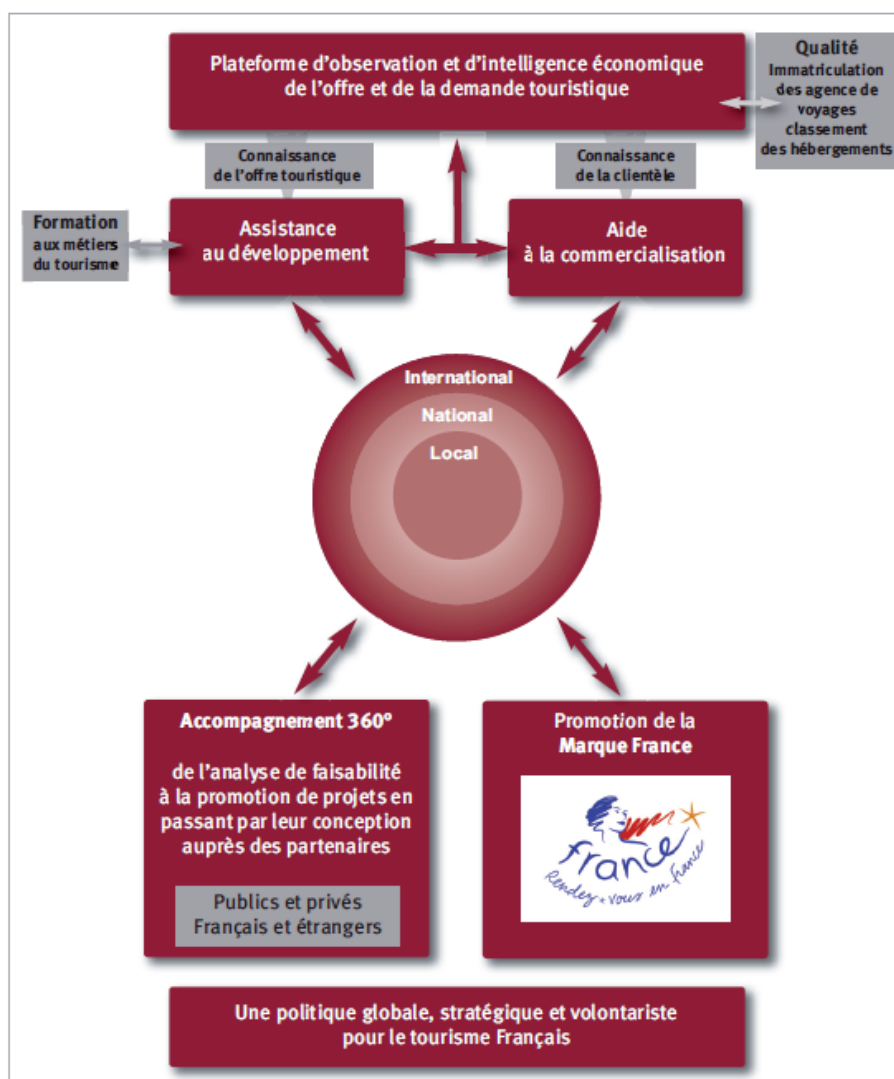 Plateforme d'observation et d'intelligence économique
de l'offre et de la demande touristique
Qualité
Immatriculation
des agence de
voyages
classement
des hébergements
Connaissance
de l'offre touristique
Connaissance
de la clientèle
Formation
aux métiers
du tourisme
Assistance
au développement
Aide
à la commercialisation
International
National
Local
Accompagnement 360°
de l'analyse de faisabilité
à la promotion de projets en
passant par leur conception
auprès des partenaires
Publics et privés
Français et étrangers
Promotion de la
Marque France
france
Rendez-vous en france
Une politique globale, stratégique et volontariste
pour le tourisme Français